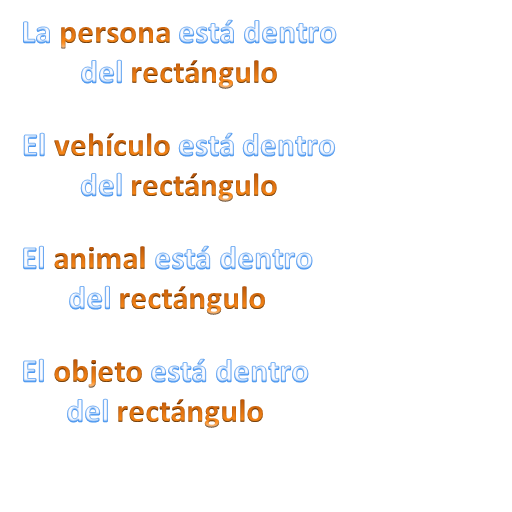 La persona está dentro
del rectángulo
El vehículo está dentro
del rectángulo
El animal está dentro
del rectángulo
El objeto está dentro
del rectángulo